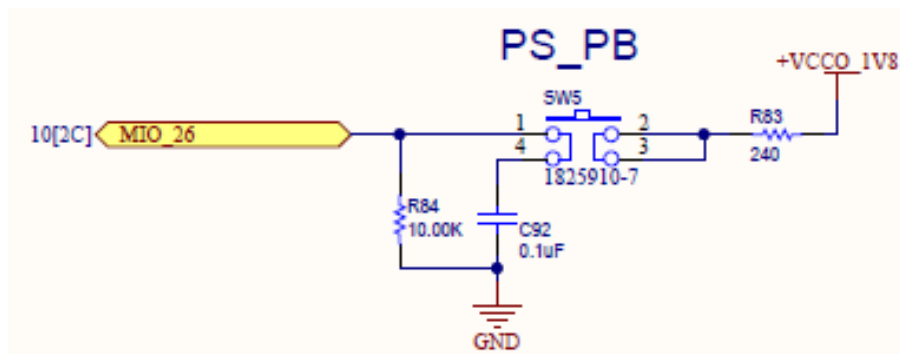 PS_PB
+VCCO_1V8
SW5
R83
10[2C]
MIO_26
1
2
4
3
240
1825910-7
R84
10.00K
C92
0.1uF
GND